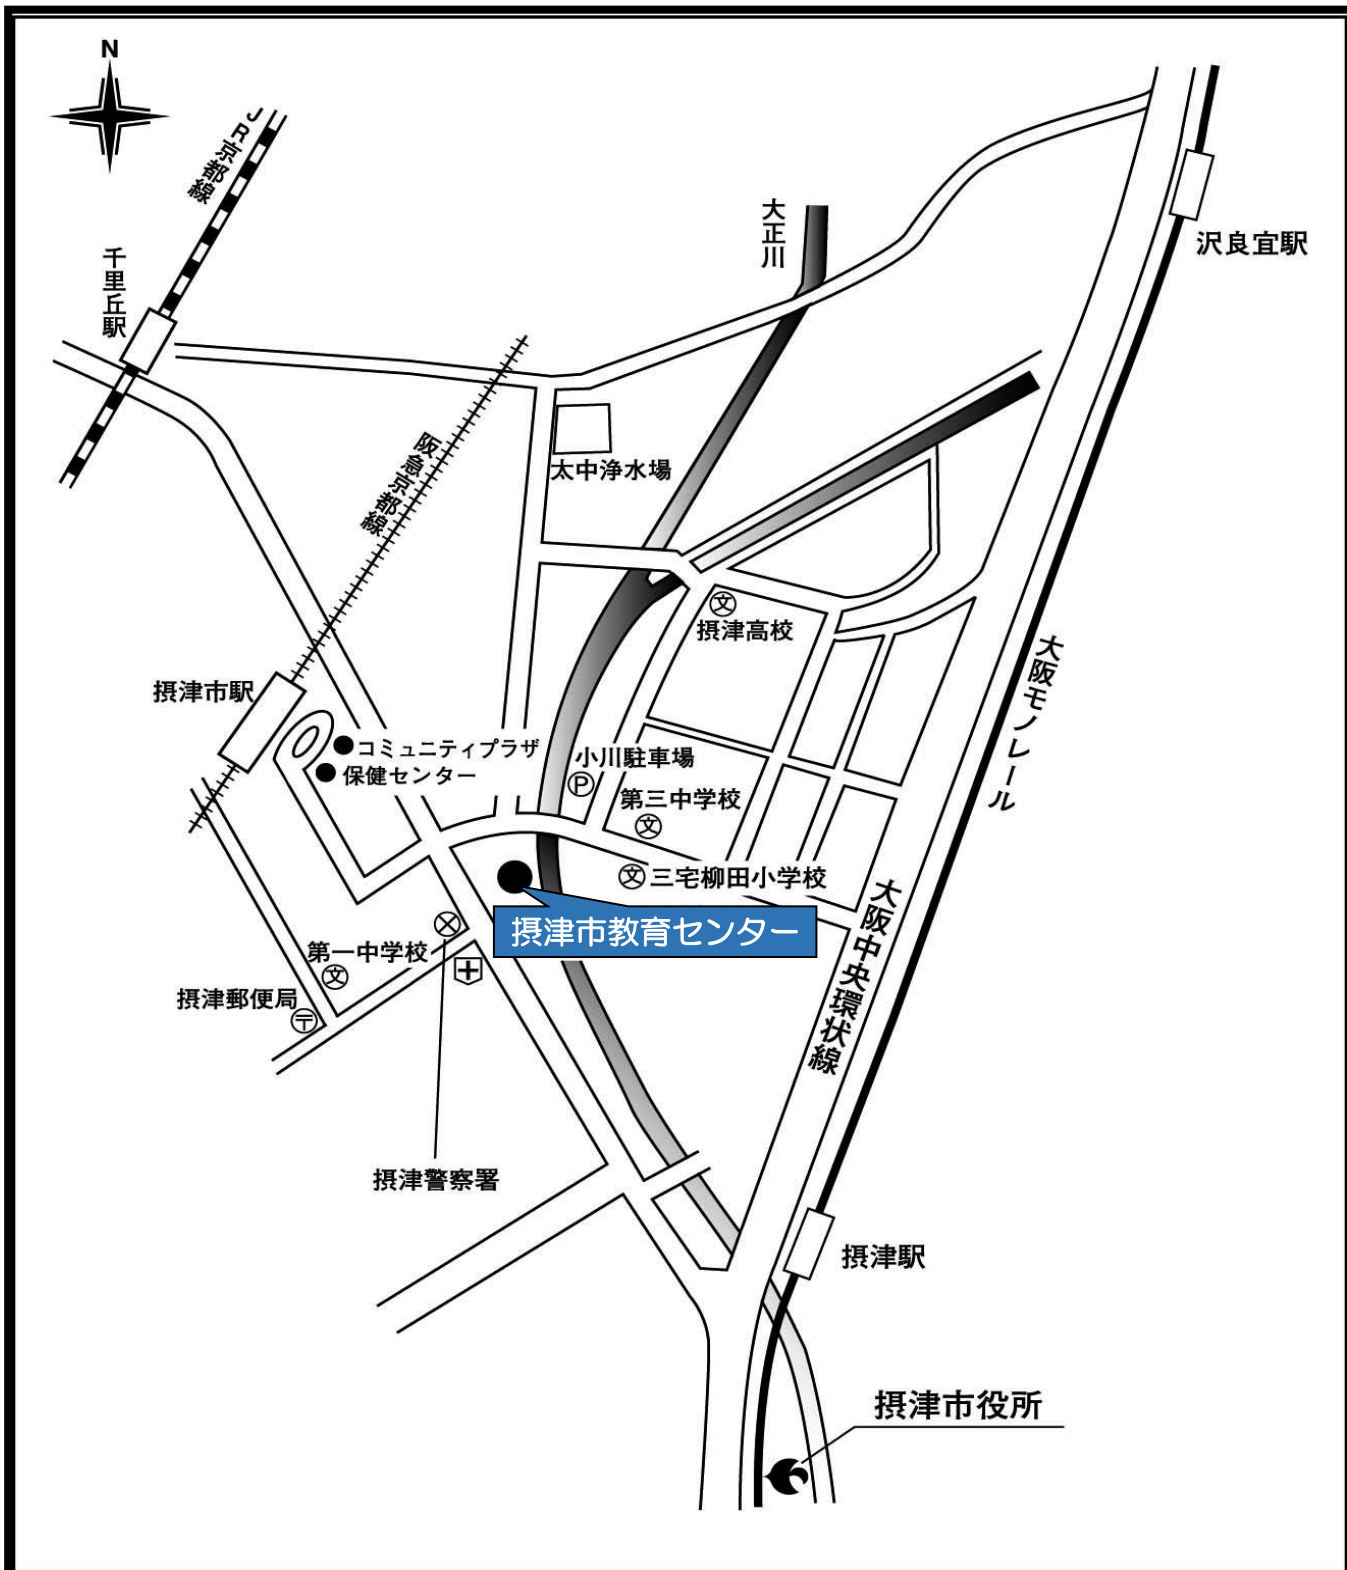 N
JR京都線
千里丘駅
大正川
沢良宜駅
阪急京都線
太中浄水場
摂津高校
大阪モノレール
摂津市駅
コミュニティプラザ
保健センター
小川駐車場
P
第三中学校
文
文
文
三宅柳田小学校
摂津市教育センター
大阪中央環状線
第一中学校
文
摂津郵便局
〒
摂津警察署
摂津駅
摂津市役所